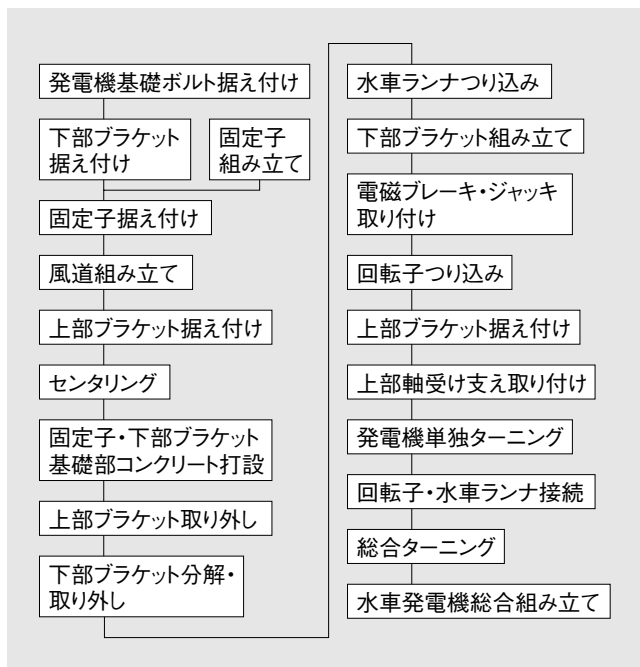 発電機基礎ボルト据え付け
下部ブラケット
据え付け
固定子
組み立て
固定子据え付け
風道組み立て
上部ブラケット据え付け
センタリング
固定子・下部ブラケット
基礎部コンクリート打設
上部ブラケット取り外し
下部ブラケット分解・
取り外し
水車ランナつり込み
下部ブラケット組み立て
電磁ブレーキ・ジャッキ
取り付け
回転子つり込み
上部ブラケット据え付け
上部軸受け支え取り付け
発電機単独ターニング
回転子・水車ランナ接続
総合ターニング
水車発電機総合組み立て